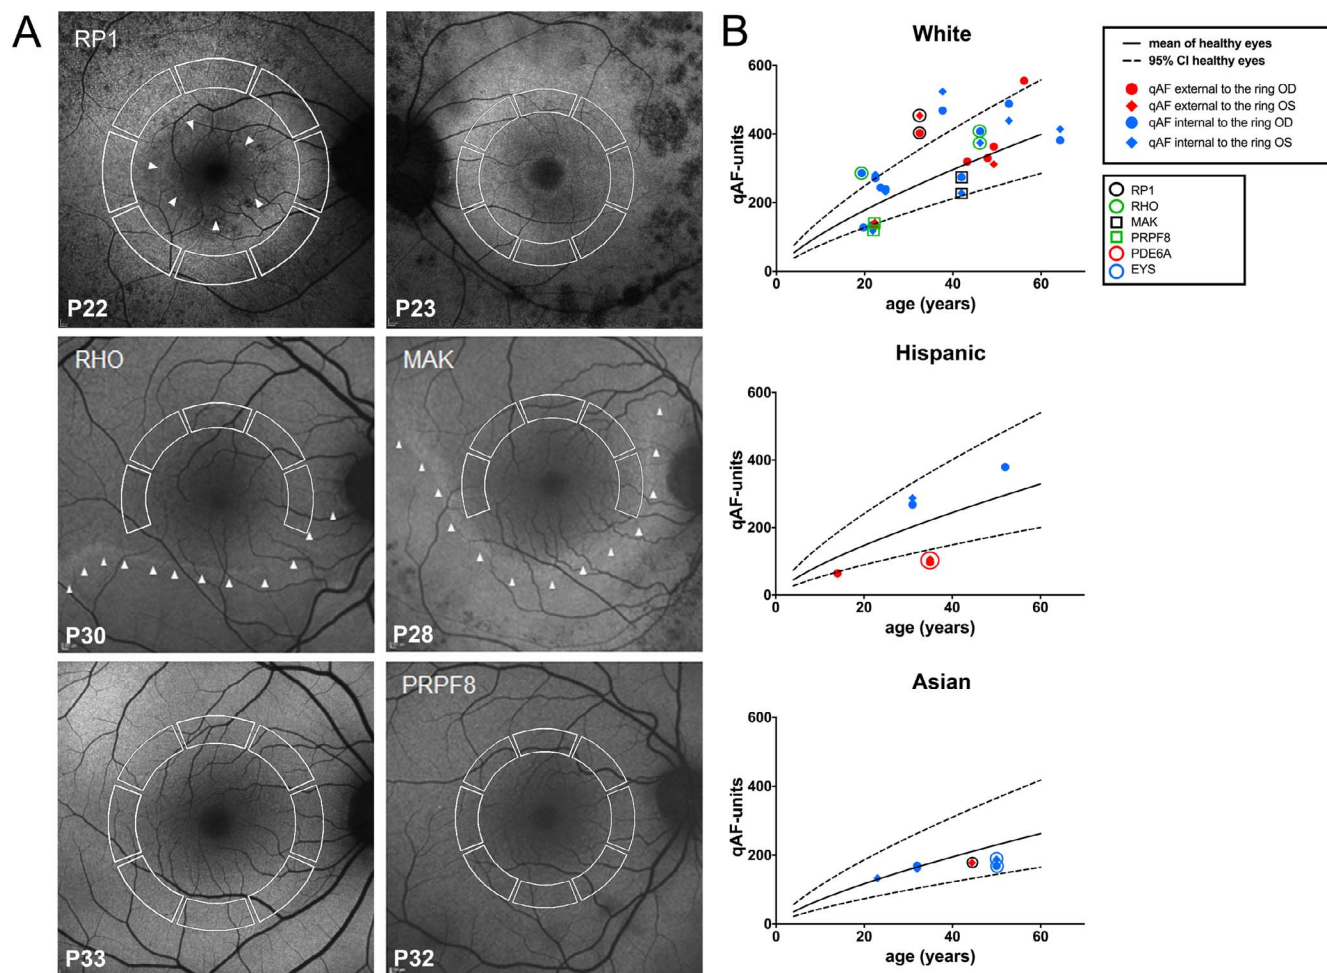 A
RP1
P22
P23
RHO
P30
MAK
P28
P33
PRPF8
P32
B
White
600
400
200
0
qAF-units
0
20
40
60
age (years)
mean of healthy eyes
95% CI healthy eyes
qAF external to the ring OD
qAF external to the ring OS
qAF internal to the ring OD
qAF internal to the ring OS
RP1
RHO
MAK
PRPF8
PDE6A
EYS
Hispanic
600
400
200
0
qAF-units
0
20
40
60
age (years)
Asian
600
400
200
0
qAF-units
0
20
40
60
age (years)